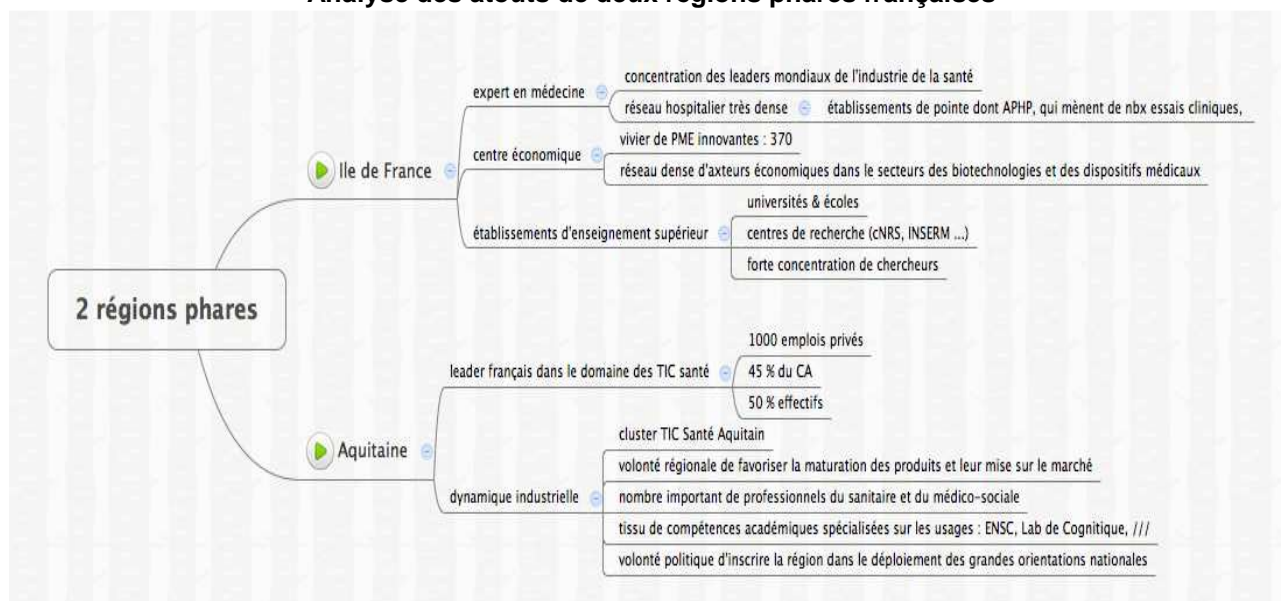 Analyse des atouts de deux régions phares françaises
2 régions phares
Ile de France
expert en médecine
concentration des leaders mondiaux de l'industrie de la santé
réseau hospitalier très dense
établissements de pointe dont APHP, qui mènent de nbx essais cliniques,
centre économique
vivier de PME innovantes : 370
réseau dense d'axteurs économiques dans le secteurs des biotechnologies et des dispositifs médicaux
établissements d'enseignement supérieur
universités & écoles
centres de recherche (cNRS, INSERM ...)
forte concentration de chercheurs
Aquitaine
leader français dans le domaine des TIC santé
1000 emplois privés
45 % du CA
50 % effectifs
dynamique industrielle
cluster TIC Santé Aquitain
volonté régionale de favoriser la maturation des produits et leur mise sur le marché
nombre important de professionnels du sanitaire et du médico-sociale
tissu de compétences académiques spécialisées sur les usages : ENSC, Lab de Cognitique, ///
volonté politique d'inscrire la région dans le déploiement des grandes orientations nationales